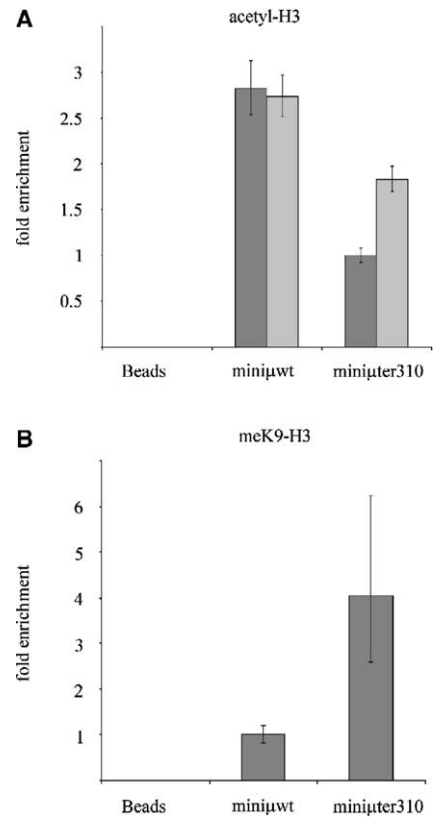 A
acetyl-H3
fold enrichment
3
2.5
2
1.5
1
0.5
Beads
miniμwt
miniμter310
B
meK9-H3
fold enrichment
6
5
4
3
2
1
Beads
miniμwt
miniμter310